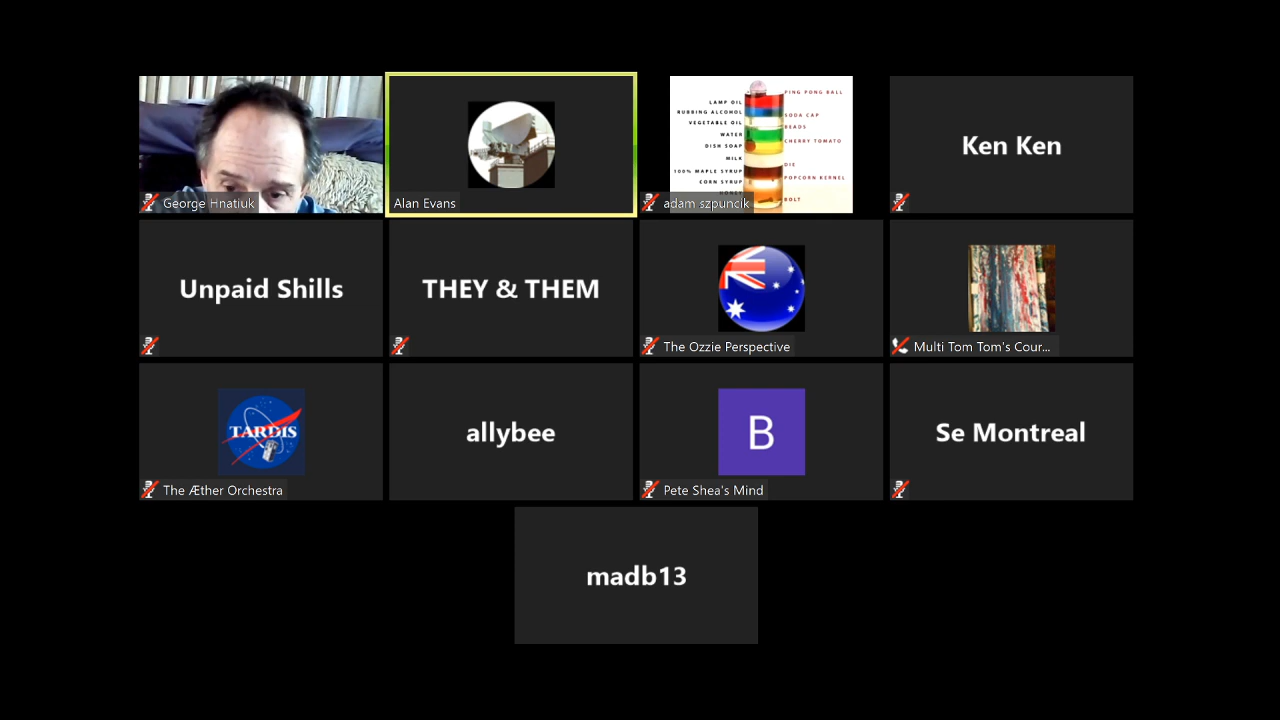 George Hnatiuk
Alan Evans
LAMP OIL
RUBBING ALCOHOL
VEGETABLE OIL
WATER
DISH SOAP
MILK
100% MAPLE SYRUP
CORN SYRUP
HONEY
PING PONG BALL
SODA CAP
BEADS
CHERRY TOMATO
DIE
POPCORN KERNEL
BOLT
adam szpuncik
Ken Ken
Unpaid Shills
THEY & THEM
The Ozzie Perspective
Multi Tom Tom's Cour...
TARDIS
The Æther Orchestra
allybee
B
Pete Shea's Mind
Se Montreal
madb13